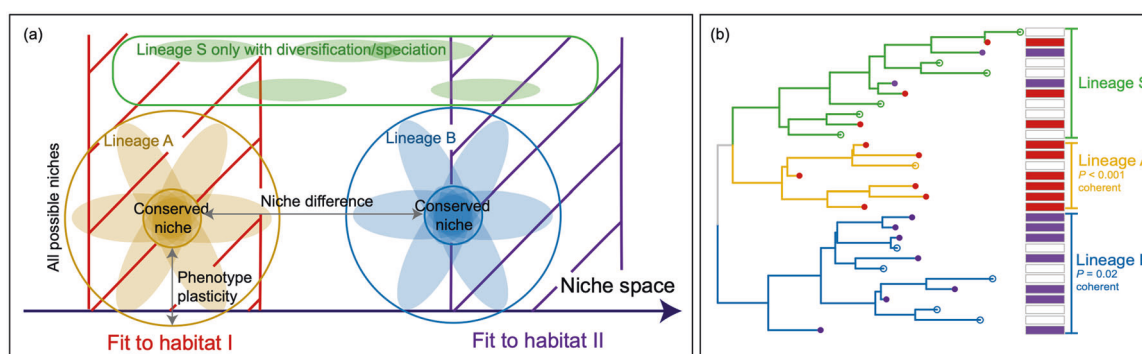 (a)
Lineage S only with diversification/speciation
All possible niches
Lineage A
Lineage B
Conserved
niche
Niche difference
Conserved
niche
Phenotype
plasticity
Niche space
Fit to habitat I
Fit to habitat II
(b)
Lineage S
Lineage
P < 0.001
coherent
Lineage
P = 0.02
coherent